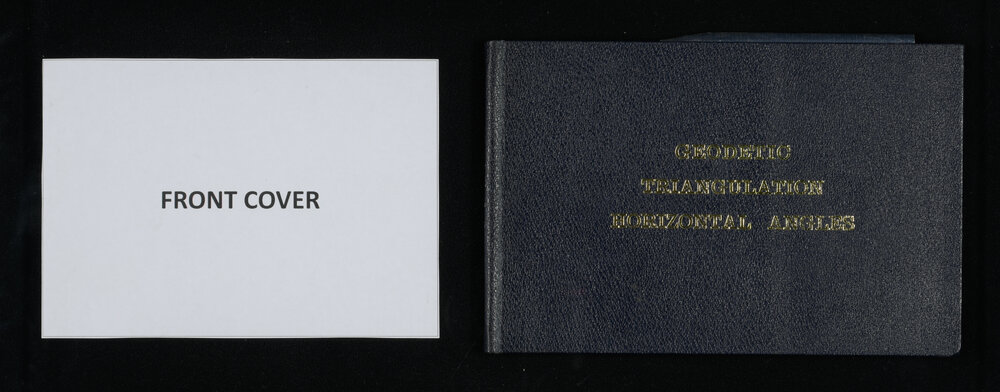 FRONT COVER
GEODETIC
TRIANGULATION
HORIZONTAL ANGLES